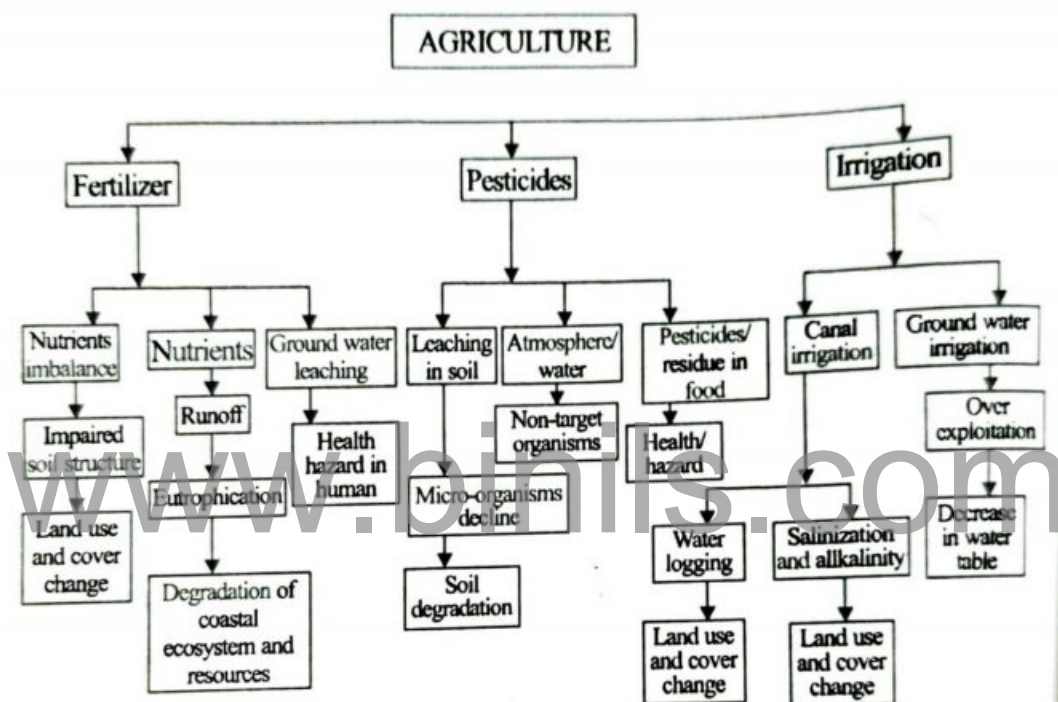 AGRICULTURE
Fertilizer
Pesticides
Irrigation
Nutrients
imbalance
Nutrients
Ground water
leaching
Leaching
in soil
Atmosphere/
water
Pesticides/
residue in
food
Canal
irrigation
Ground water
irrigation
Impaired
soil structure
Runoff
Health
hazard in
human
Non-target
organisms
Health/
hazard
Over
exploitation
www.binils.com
Land use
and cover
change
Eutrophication
Micro-organisms
decline
Water
logging
Salinization
and allkalinity
Decrease
in water
table
Degradation of
coastal
ecosystem and
resources
Soil
degradation
Land use
and cover
change
Land use
and cover
change